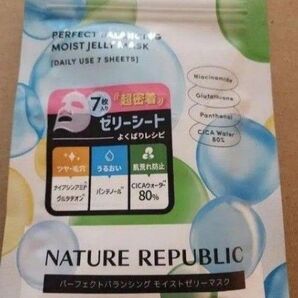 PERFECT BALANCING
MOIST JELLY MASK
[DAILY USE 7 SHEETS]
Niacinamide
Glutathione
Panthenol
CICA Water
80%
7枚入り
"超密着"
ゼリーシート
よくばりレシピ
ツヤ・毛穴
うるおい
肌荒れ防止
ナイアシンアミド
グルタチオン
パンテノール
CICAウォーター
80%
NATURE REPUBLIC
パーフェクトバランシング モイストゼリーマスク